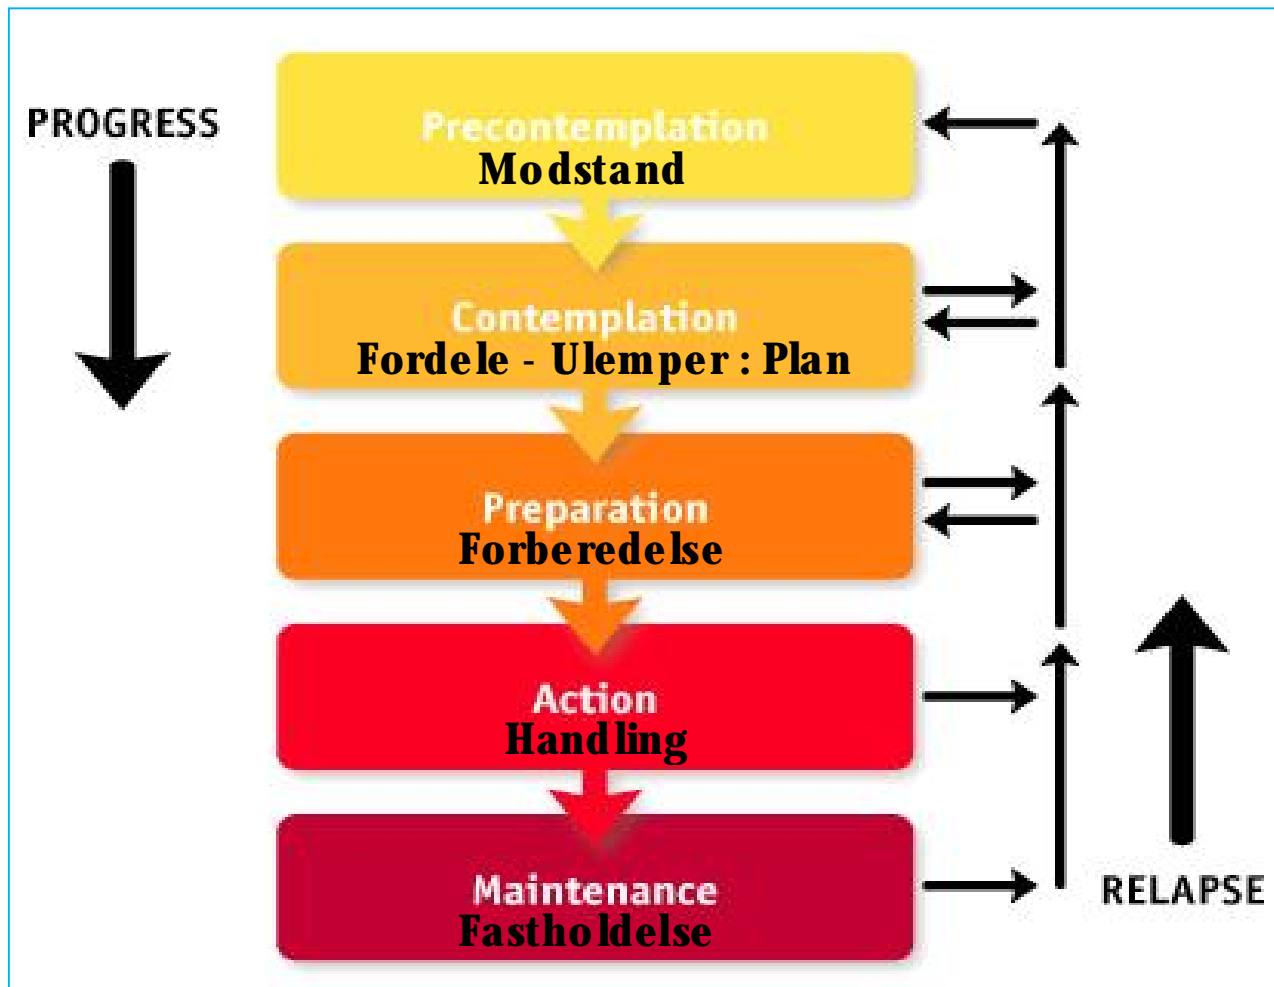 PROGRESS
Precontemplation
Modstand
Contemplation
Fordele - Ulemper : Plan
Preparation
Forberedelse
Action
Handling
Maintenance
Fastholdelse
RELAPSE